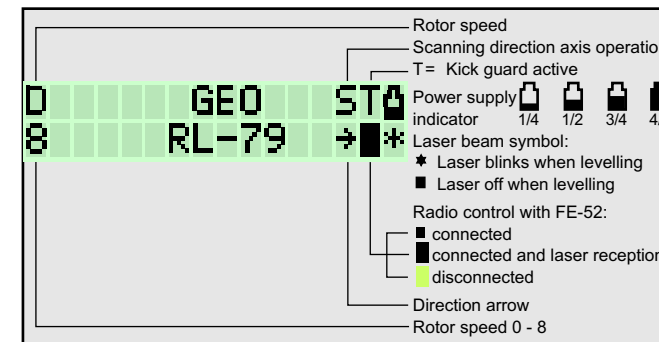 Rotor speed
Scanning direction axis operatio
T= Kick guard active
D GEO ST
8 RL-79 → *
Power supply
indicator 1/4 1/2 3/4 4/
Laser beam symbol:
Laser blinks when levelling
Laser off when levelling
Radio control with FE-52:
connected
connected and laser reception
disconnected
Direction arrow
Rotor speed 0 - 8